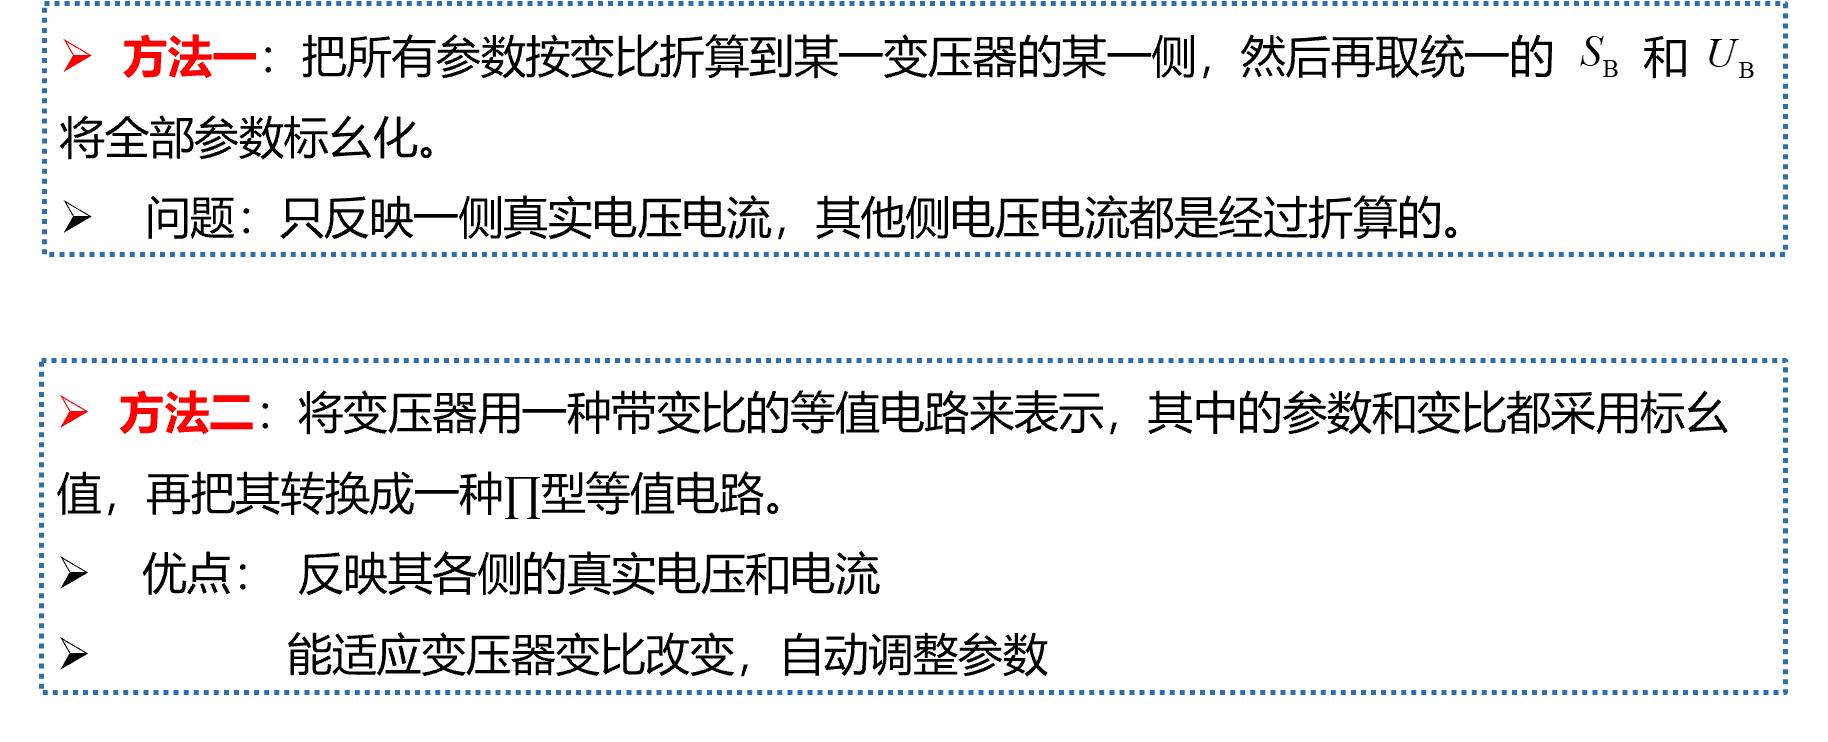 ➢ 方法一：把所有参数按变比折算到某一变压器的某一侧，然后再取统一的 S_B 和 U_B
将全部参数标幺化。
➢ 问题：只反映一侧真实电压电流，其他侧电压电流都是经过折算的。
➢ 方法二：将变压器用一种带变比的等值电路来表示，其中的参数和变比都采用标幺
值，再把其转换成一种∏型等值电路。
➢ 优点： 反映其各侧的真实电压和电流
➢ 能适应变压器变比改变，自动调整参数